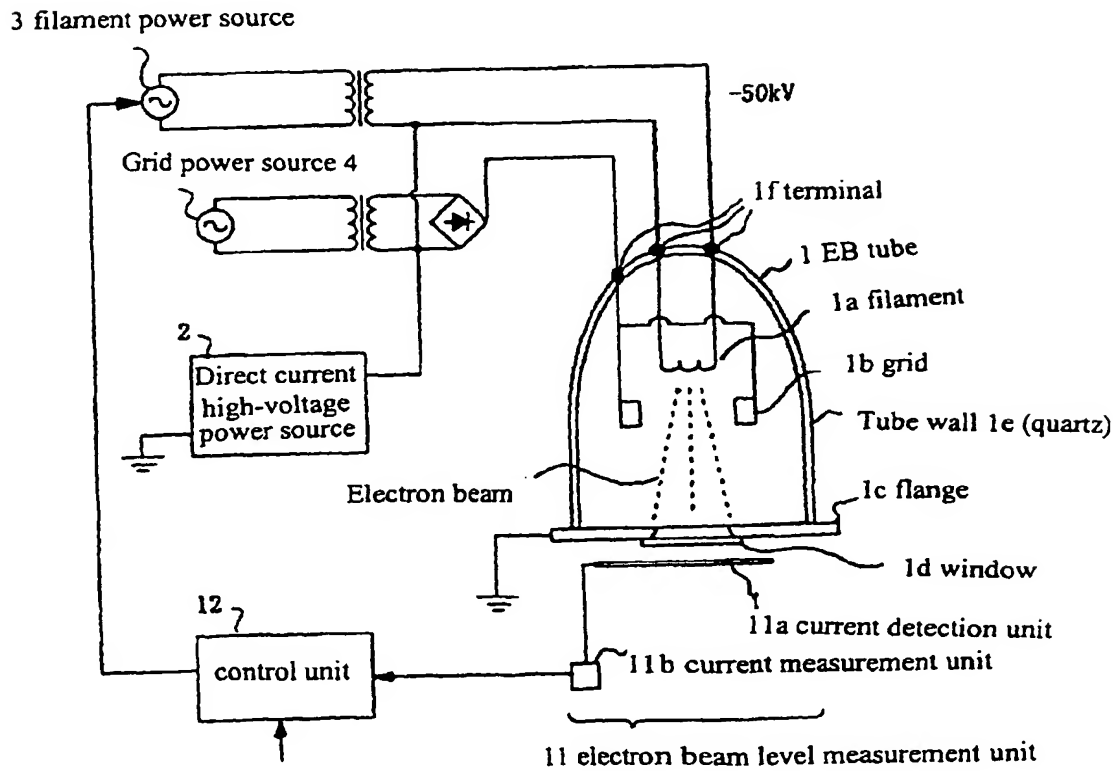 3 filament power source
-50kV
Grid power source 4
1f terminal
1 EB tube
1a filament
2
Direct current
high-voltage
power source
1b grid
Tube wall 1e (quartz)
Electron beam
1c flange
1d window
12
11a current detection unit
control unit
11b current measurement unit
11 electron beam level measurement unit